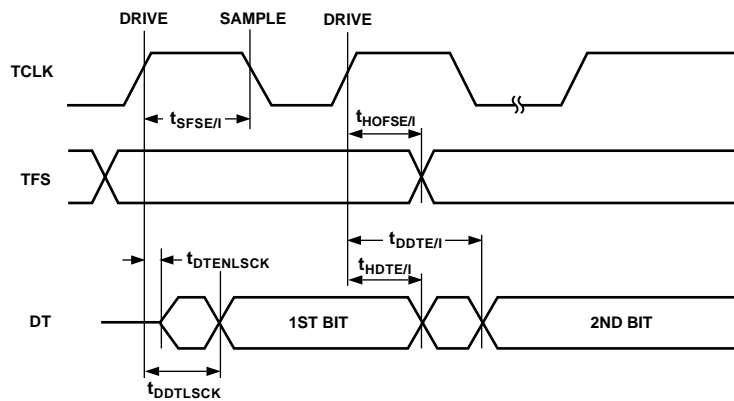 DRIVE SAMPLE DRIVE
TCLK
tSFSE/I
tHOFSE/I
TFS
tDDTE/I
tDTENLSCK
tHDTE/I
DT
1ST BIT
2ND BIT
tDDTLSCK